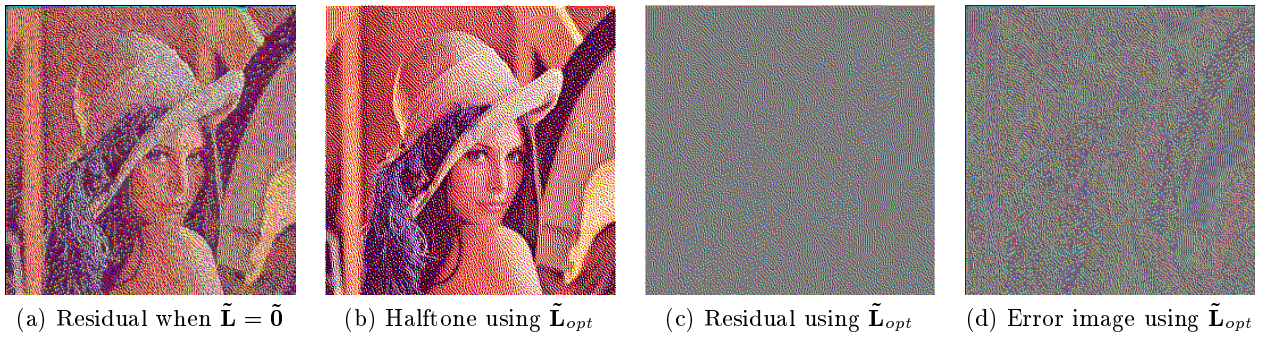 (a) Residual when L̃ = 0̃
(b) Halftone using L̃opt
(c) Residual using L̃opt
(d) Error image using L̃opt